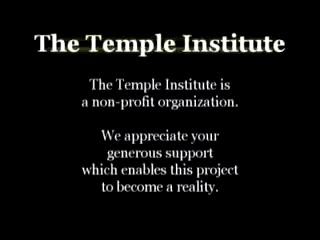 The Temple Institute
The Temple Institute is
a non-profit organization.
We appreciate your
generous support
which enables this project
to become a reality.